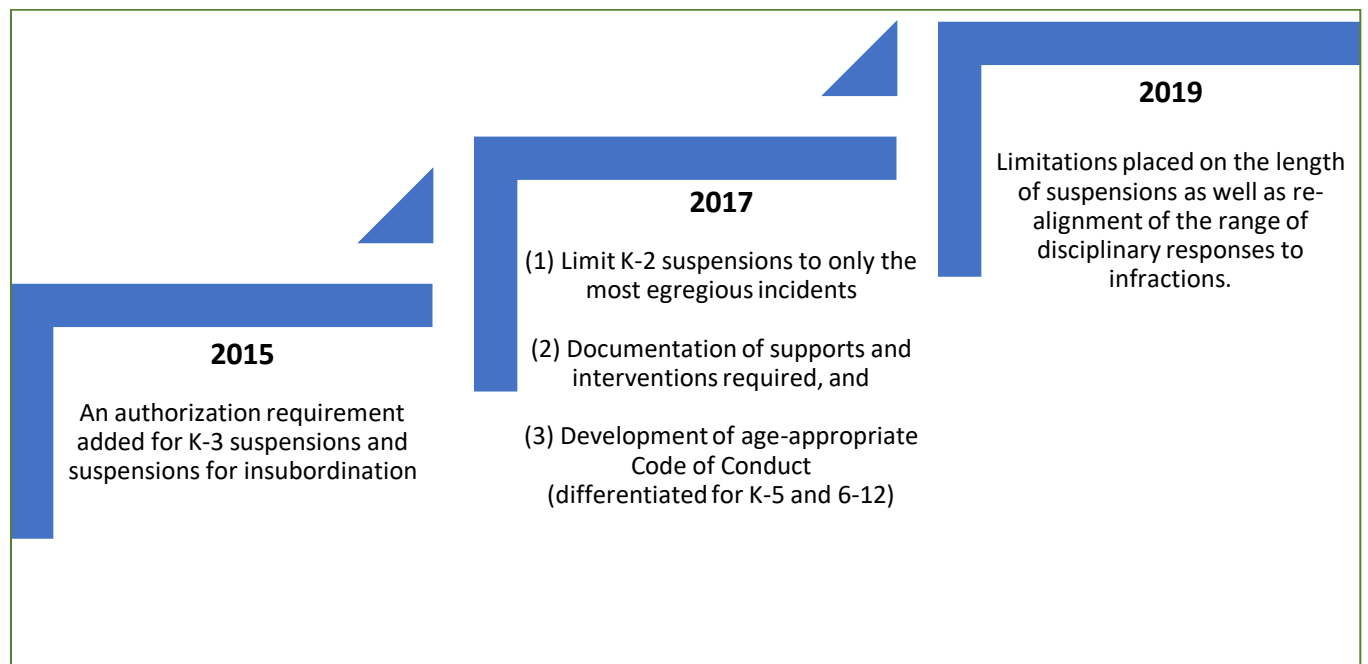 2015
An authorization requirement
added for K-3 suspensions and
suspensions for insubordination
2017
(1) Limit K-2 suspensions to only the
most egregious incidents
(2) Documentation of supports and
interventions required, and
(3) Development of age-appropriate
Code of Conduct
(differentiated for K-5 and 6-12)
2019
Limitations placed on the length
of suspensions as well as re-
alignment of the range of
disciplinary responses to
infractions.